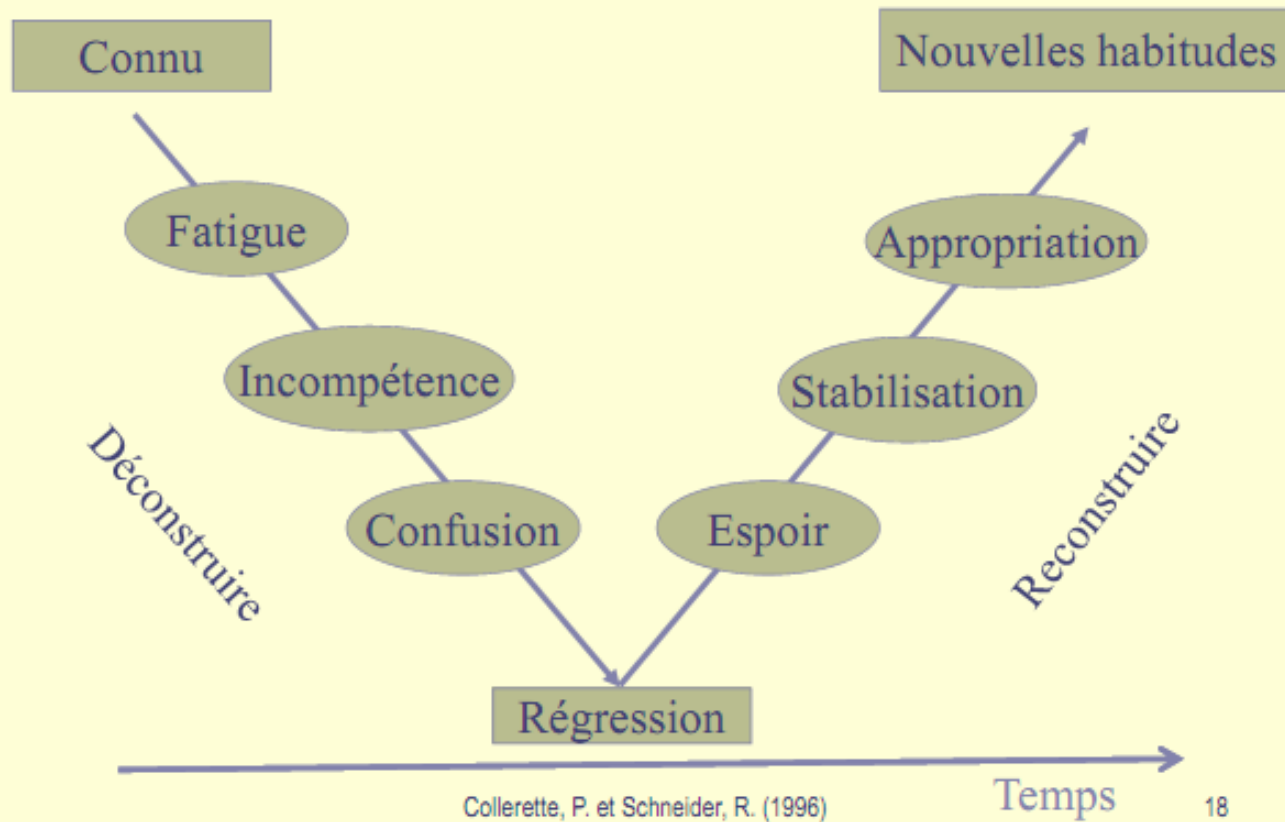 Connu
Nouvelles habitudes
Fatigue
Appropriation
Incompétence
Stabilisation
Déconstruire
Reconstruire
Confusion
Espoir
Régression
Temps
Collerette, P. et Schneider, R. (1996)
18